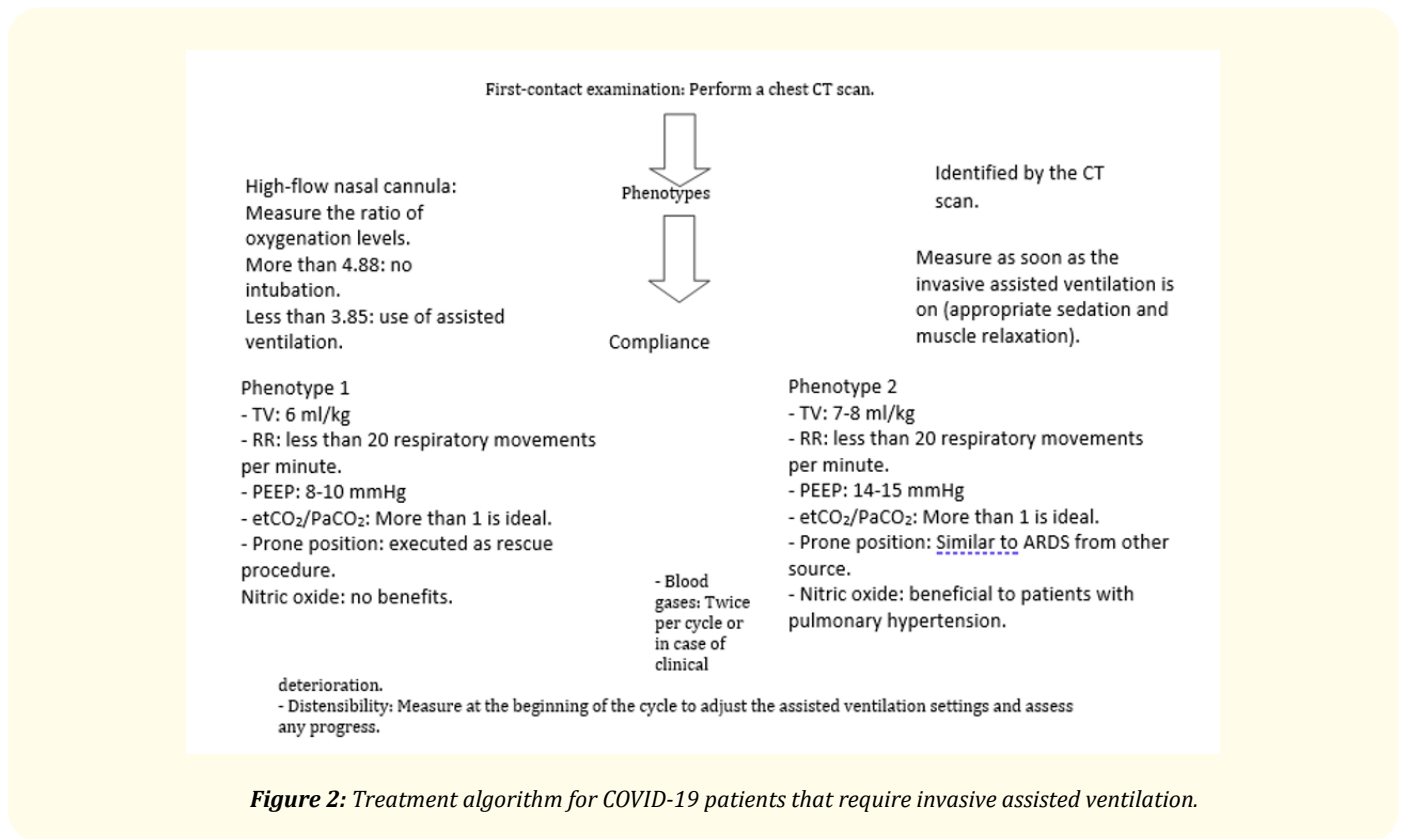 First-contact examination: Perform a chest CT scan.
High-flow nasal cannula:
Measure the ratio of
oxygenation levels.
More than 4.88: no
intubation.
Less than 3.85: use of assisted
ventilation.
Phenotypes
Identified by the CT
scan.
Compliance
Measure as soon as the
invasive assisted ventilation is
on (appropriate sedation and
muscle relaxation).
Phenotype 1
- TV: 6 ml/kg
- RR: less than 20 respiratory movements
per minute.
- PEEP: 8-10 mmHg
- etCO₂/PaCO₂: More than 1 is ideal.
- Prone position: executed as rescue
procedure.
Nitric oxide: no benefits.
Phenotype 2
- TV: 7-8 ml/kg
- RR: less than 20 respiratory movements
per minute.
- PEEP: 14-15 mmHg
- etCO₂/PaCO₂: More than 1 is ideal.
- Prone position: Similar to ARDS from other
source.
- Nitric oxide: beneficial to patients with
pulmonary hypertension.
- Blood
gases: Twice
per cycle or
in case of
clinical
deterioration.
- Distensibility: Measure at the beginning of the cycle to adjust the assisted ventilation settings and assess
any progress.
Figure 2: Treatment algorithm for COVID-19 patients that require invasive assisted ventilation.